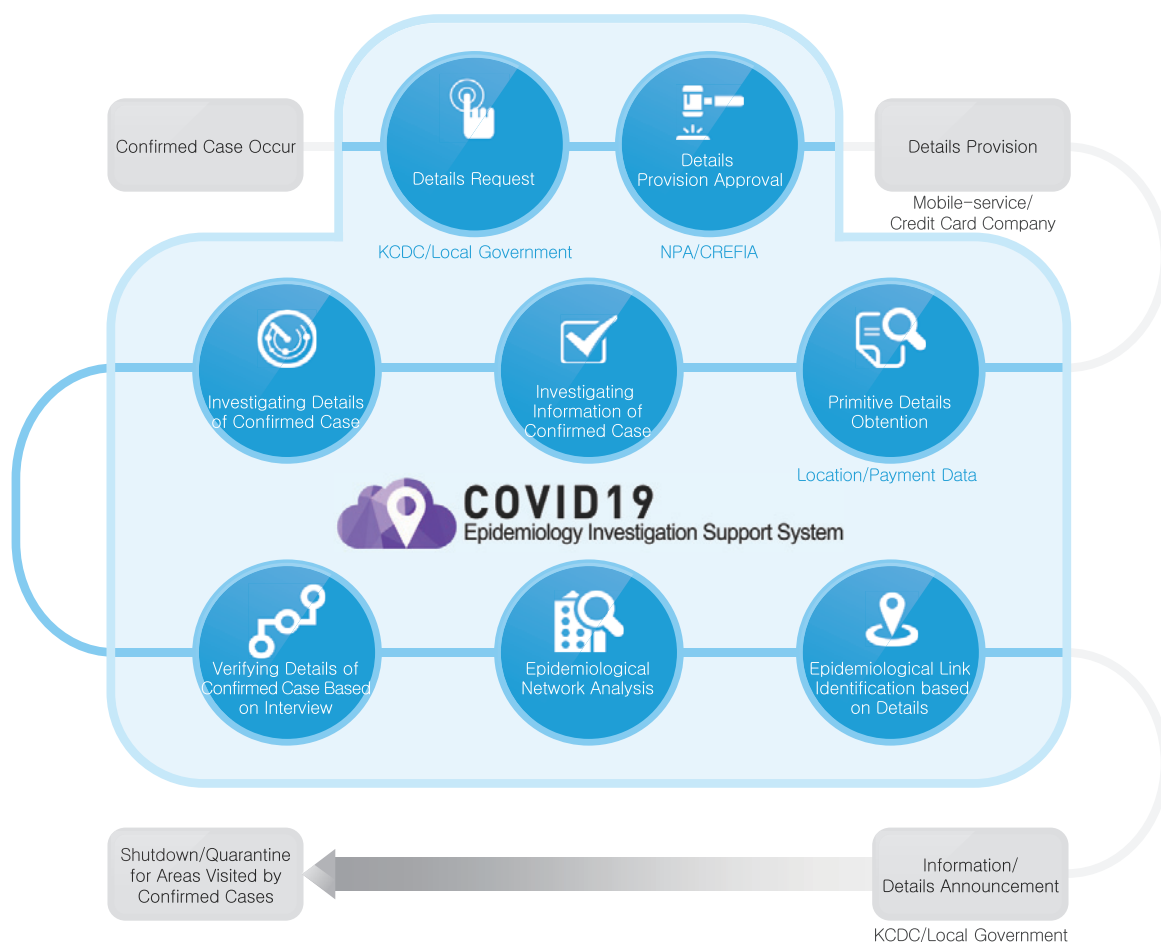 Confirmed Case Occur
Details Request
KCDC/Local Government
Details
Provision Approval
NPA/CREFIA
Details Provision
Mobile-service/
Credit Card Company
Investigating Details
of Confirmed Case
Investigating
Information of
Confirmed Case
Primitive Details
Obtention
Location/Payment Data
COVID19
Epidemiology Investigation Support System
Verifying Details of
Confirmed Case Based
on Interview
Epidemiological
Network Analysis
Epidemiological Link
Identification based
on Details
Shutdown/Quarantine
for Areas Visited by
Confirmed Cases
Information/
Details Announcement
KCDC/Local Government